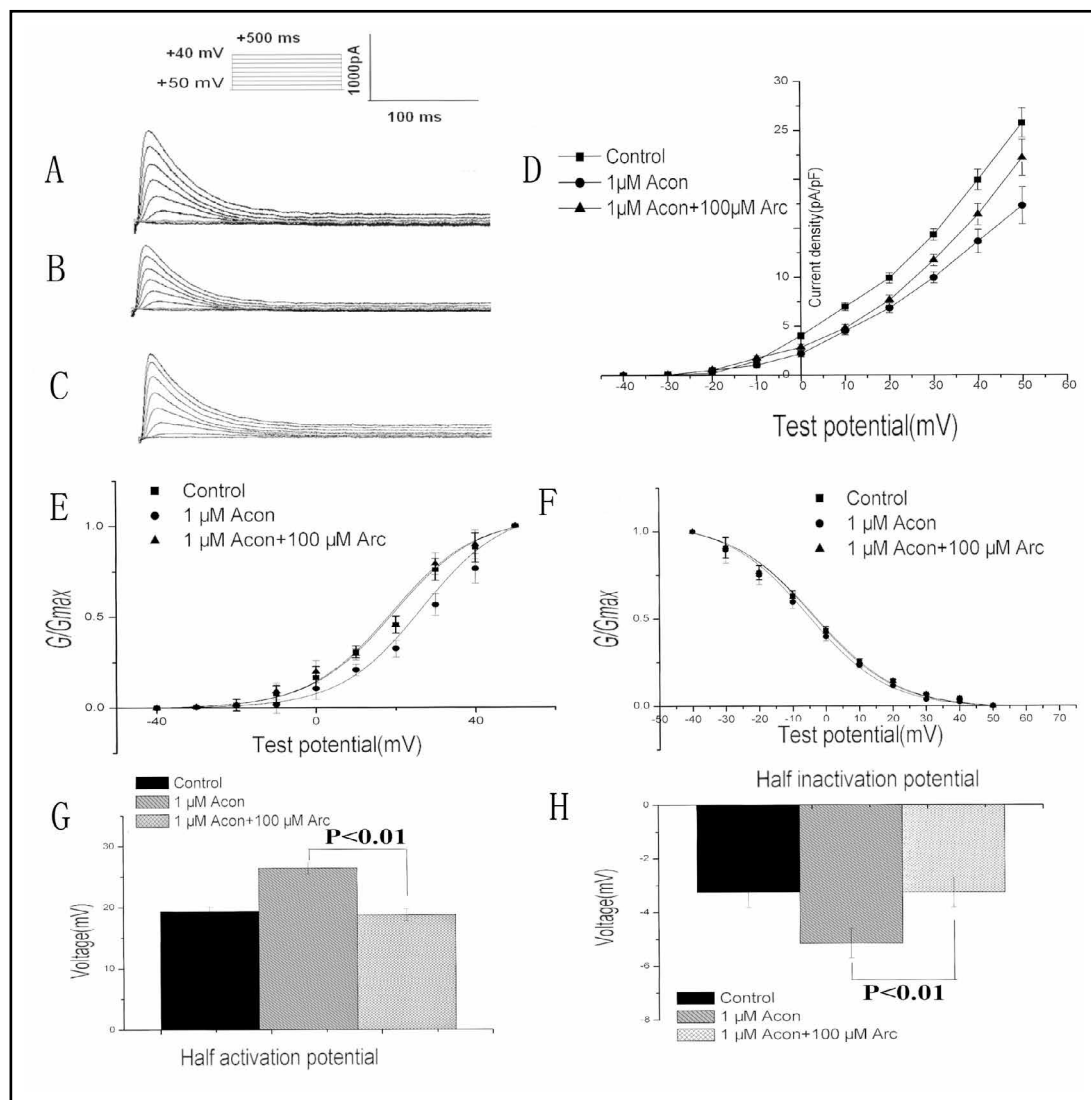 +500 ms
+40 mV
+50 mV
1000pA
100 ms
A
B
C
D
Control
1µM Acon
1µM Acon+100µM Arc
Current density(pA/pF)
30
25
10
5
0
-40 -30 -20 -10 0 10 20 30 40 50 60
Test potential(mV)
E
Control
1 µM Acon
1 µM Acon+100 µM Arc
G/Gmax
1.0
0.5
0.0
-40 0 40
Test potential(mV)
F
Control
1 µM Acon
1 µM Acon+100 µM Arc
G/Gmax
1.0
0.5
0.0
-50 -40 -30 -20 -10 0 10 20 30 40 50 60 70
Test potential(mV)
G
Control
1 µM Acon
1 µM Acon+100 µM Arc
P<0.01
Voltage(mV)
30
20
10
0
Half activation potential
H
Half inactivation potential
0
-2
-4
-6
-8
Voltage(mV)
P<0.01
Control
1 µM Acon
1 µM Acon+100 µM Arc